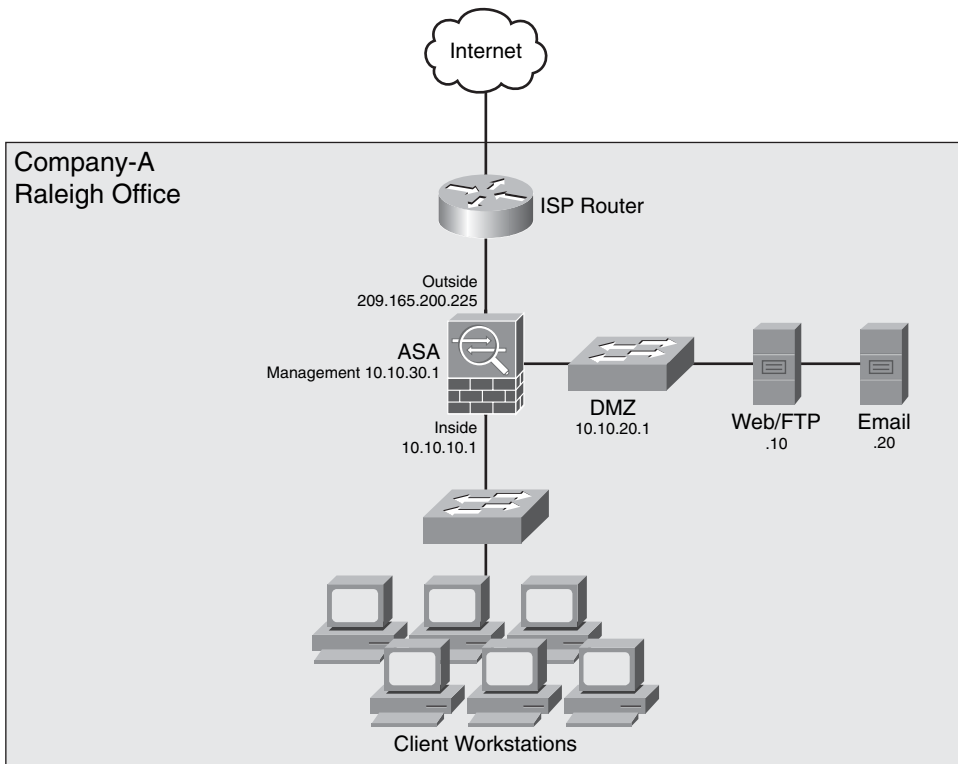 Internet
Company-A
Raleigh Office
ISP Router
Outside
209.165.200.225
ASA
Management 10.10.30.1
Inside
10.10.10.1
DMZ
10.10.20.1
Web/FTP
.10
Email
.20
Client Workstations